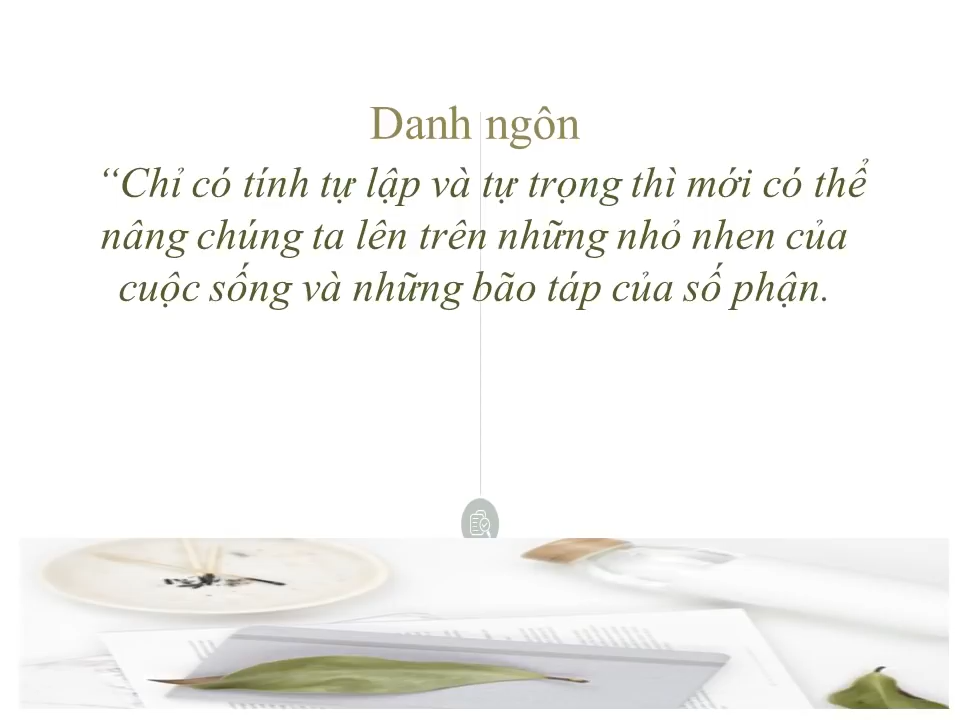 Danh ngôn
“Chỉ có tính tự lập và tự trọng thì mới có thể
nâng chúng ta lên trên những nhỏ nhen của
cuộc sống và những bão táp của số phận.